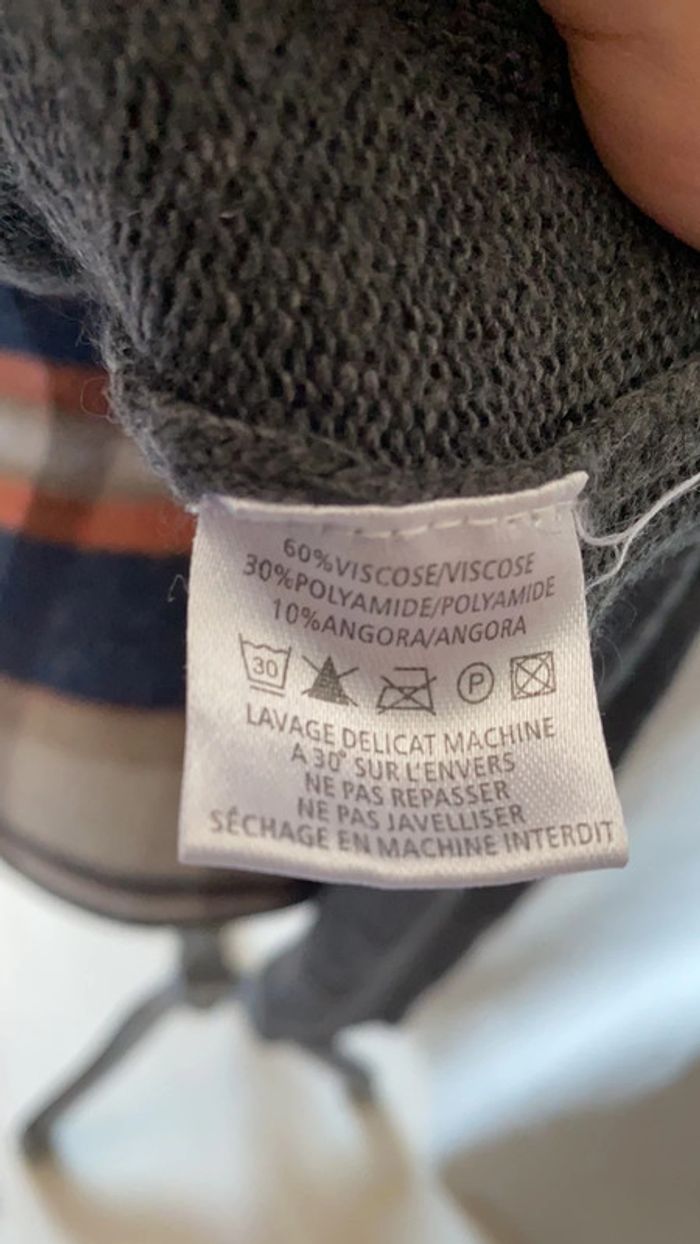 60%VISCOSE/VISCOSE
30%POLYAMIDE/POLYAMIDE
10%ANGORA/ANGORA
30 P
LAVAGE DELICAT MACHINE
A 30° SUR L'ENVERS
NE PAS REPASSER
NE PAS JAVELLISER
SÉCHAGE EN MACHINE INTERDIT